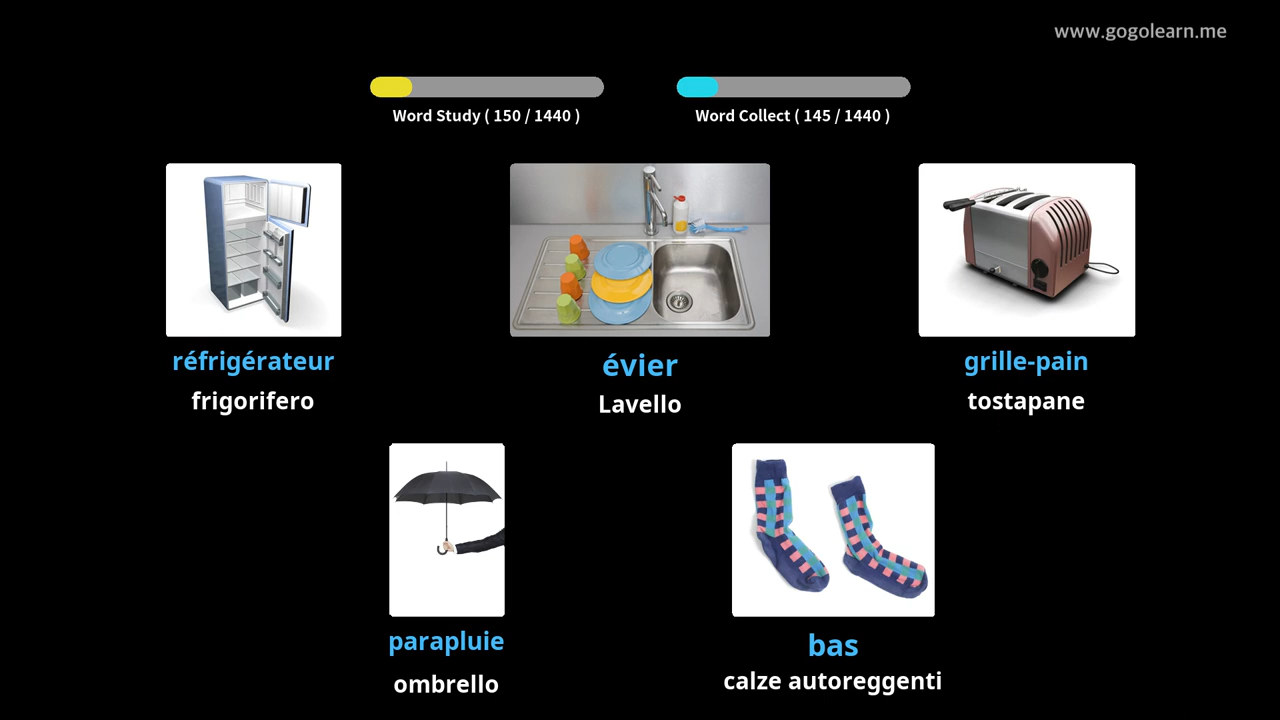 www.gogolearn.me
Word Study ( 150 / 1440 )
Word Collect ( 145 / 1440 )
réfrigérateur
frigorifero
évier
Lavello
grille-pain
tostapane
parapluie
ombrello
bas
calze autoreggenti